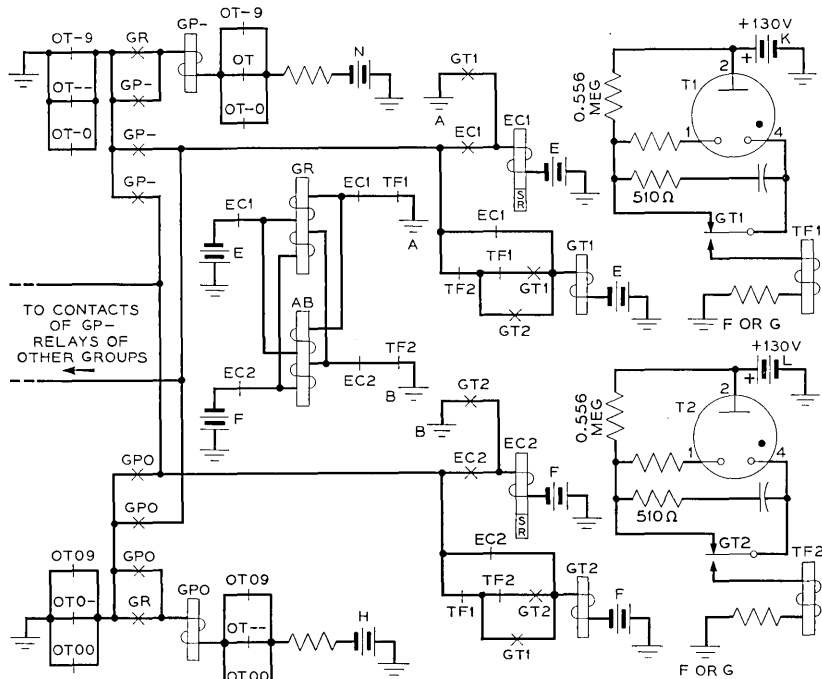 OT-9
GR
GP-
OT-9
N
+130V
K
OT--
GP-
OT
OT-0
OT-0
GP-
GP-
GT1
A
EC1
EC1
E
SR
0.556 MEG
T1
2
1
4
510Ω
GT1
TF1
F OR G
GR
EC1
TF1
A
EC1
E
EC1
TF1
TF2
GT1
GT2
GT1
E
TO CONTACTS
OF GP-
RELAYS OF
OTHER GROUPS
AB
EC2
TF2
B
EC2
F
GT2
B
EC2
EC2
F
SR
+130V
L
0.556 MEG
T2
2
1
4
510Ω
GT2
TF2
F OR G
GPO
GPO
GPO
GR
OT09
OT0-
OT00
GPO
OT09
OT--
OT00
H
EC2
TF2
TF1
GT2
GT1
GT2
F